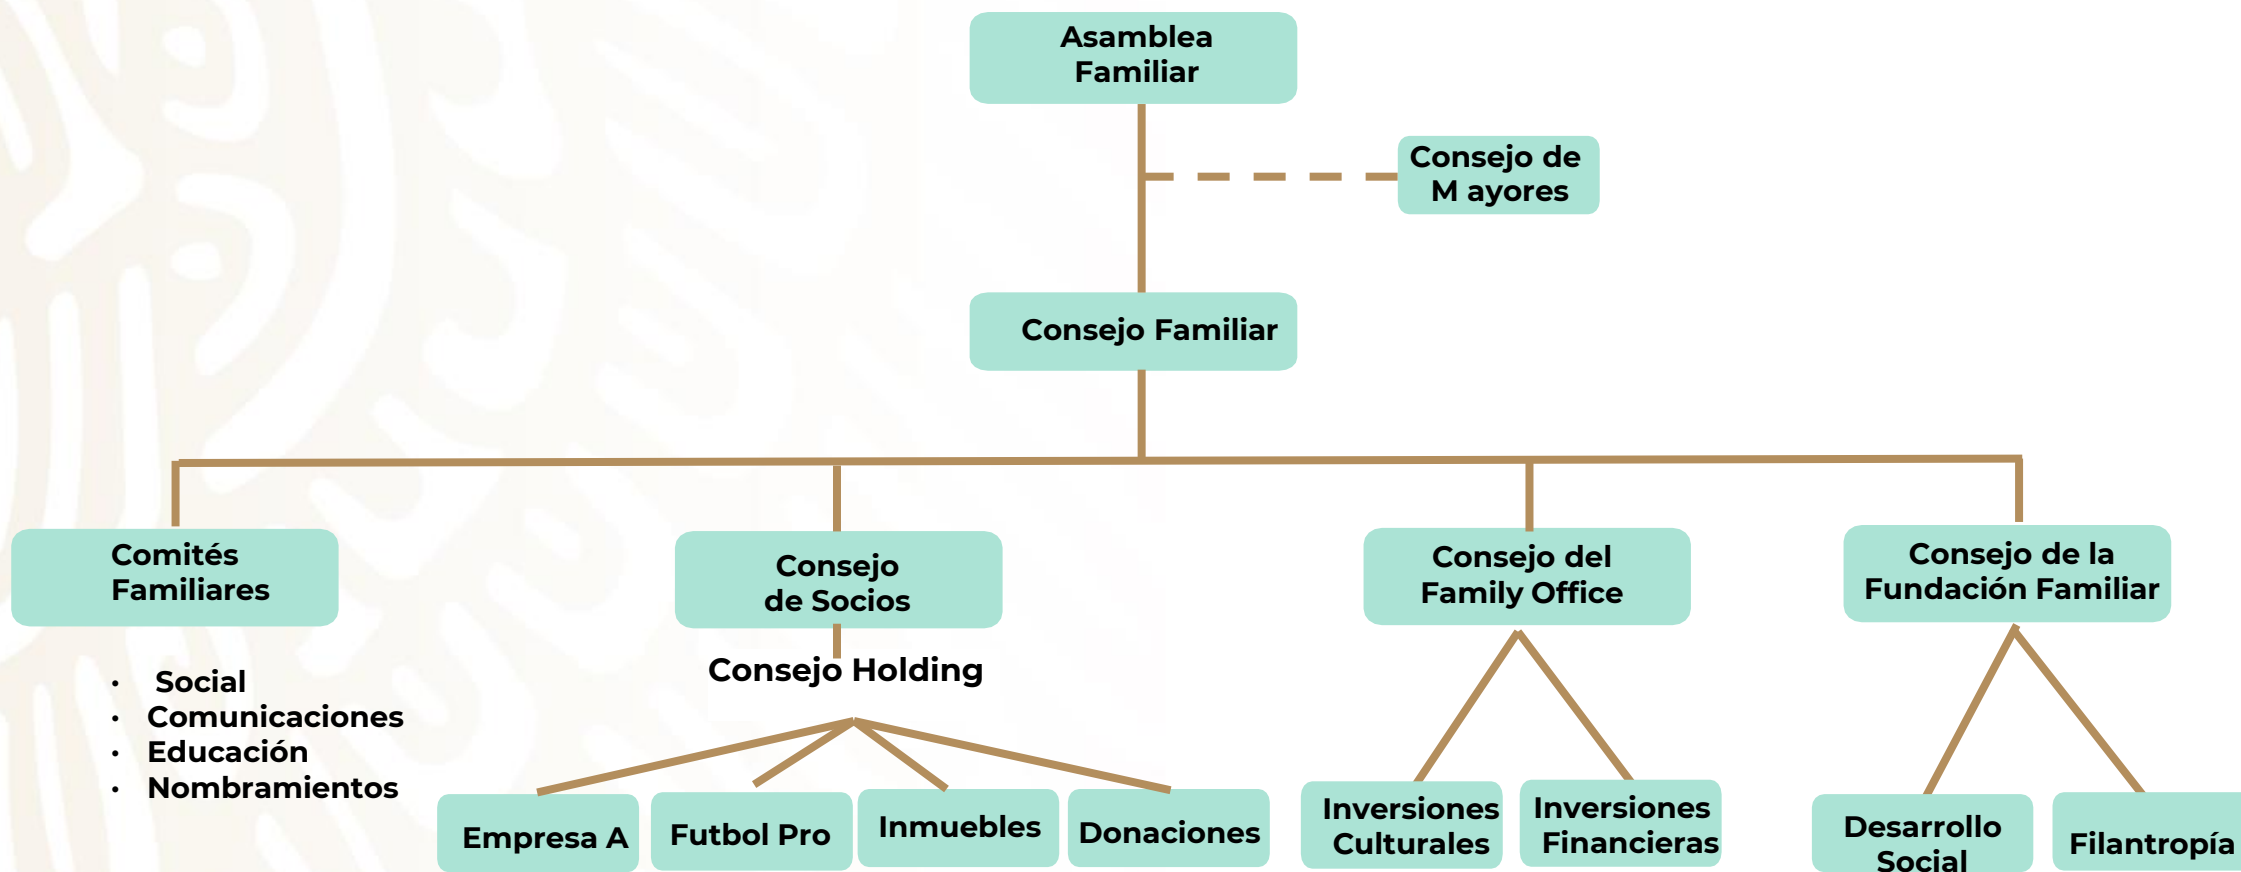 Asamblea
Familiar
Consejo de
M ayores
Consejo Familiar
Comités
Familiares
Consejo
de Socios
Consejo del
Family Office
Consejo de la
Fundación Familiar
· Social
· Comunicaciones
· Educación
· Nombramientos
Consejo Holding
Empresa A
Futbol Pro
Inmuebles
Donaciones
Inversiones
Culturales
Inversiones
Financieras
Desarrollo
Social
Filantropía